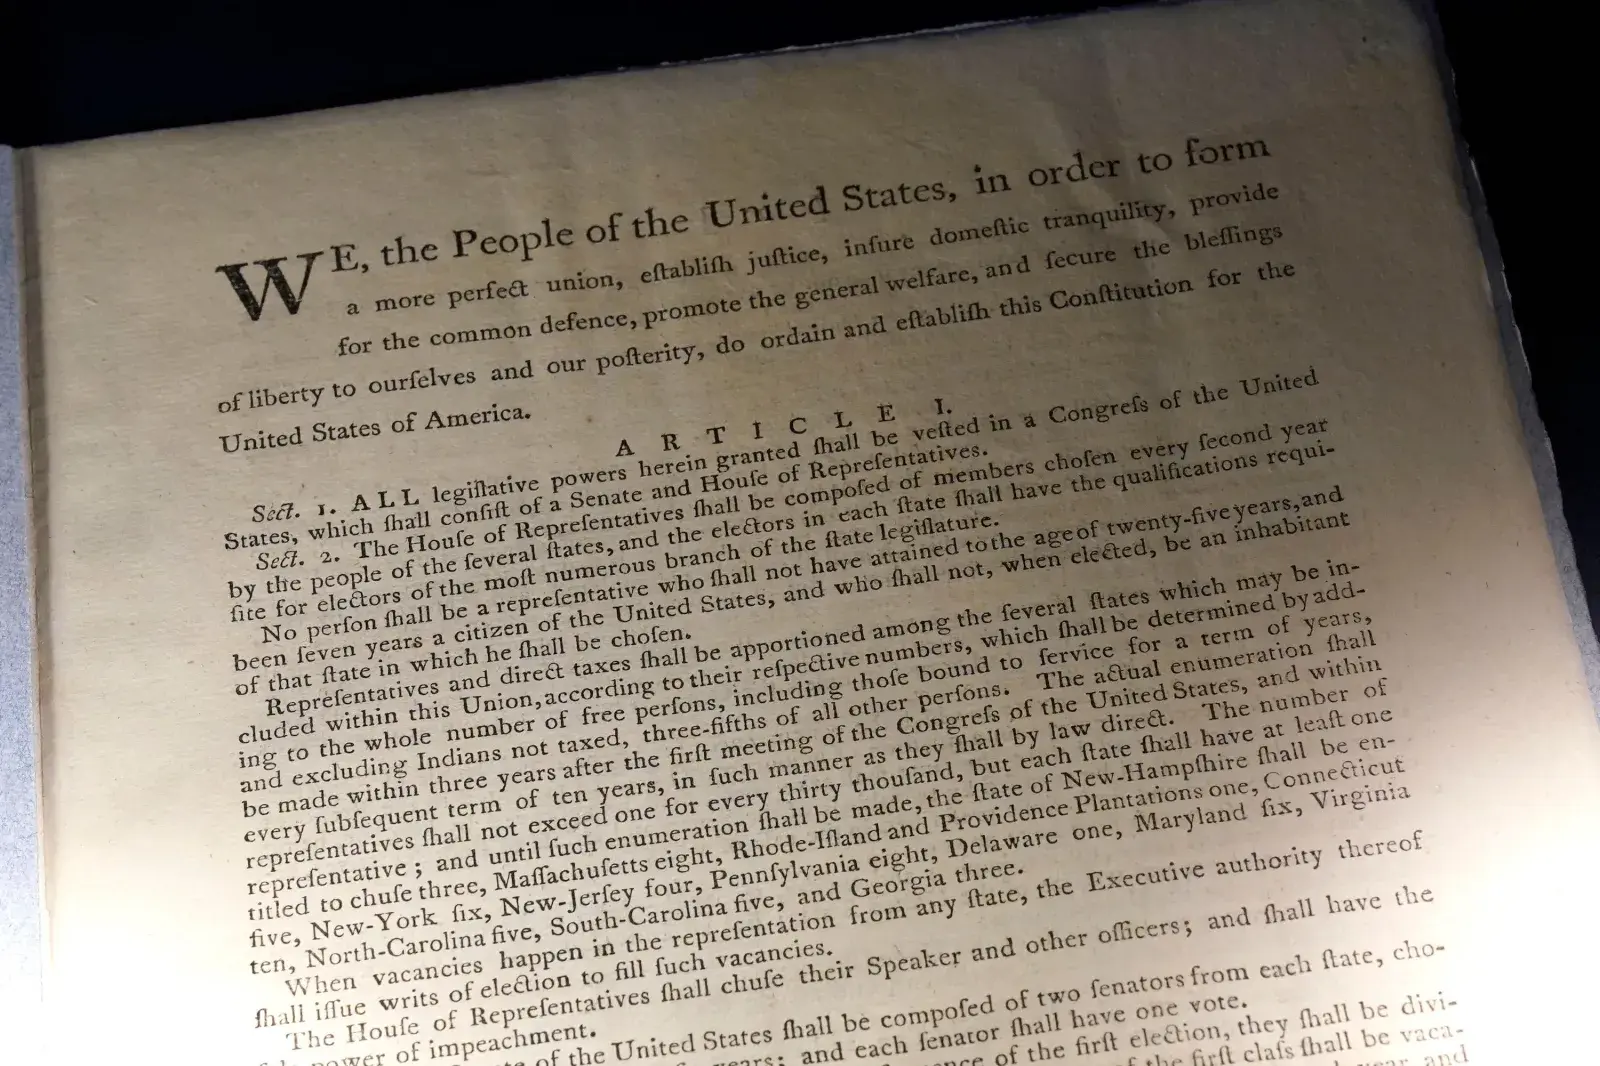 WE, the People of the United States, in order to form
a more perfect union, eſtabliſh juſtice, inſure domeſtic tranquility, provide
for the common defence, promote the general welfare, and ſecure the bleſſings
of liberty to ourſelves and our poſterity, do ordain and eſtabliſh this Conſtitution for the
United States of America.
ARTICLE I.
Sect. 1. ALL legiſlative powers herein granted ſhall be veſted in a Congreſs of the United
States, which ſhall conſiſt of a Senate and Houſe of Repreſentatives.
Sect. 2. The Houſe of Repreſentatives ſhall be compoſed of members choſen every ſecond year
by the people of the ſeveral ſtates, and the electors in each ſtate ſhall have the qualifications requi-
ſite for electors of the moſt numerous branch of the ſtate legiſlature.
No perſon ſhall be a repreſentative who ſhall not have attained to the age of twenty-five years, and
been ſeven years a citizen of the United States, and who ſhall not, when elected, be an inhabitant
of that ſtate in which he ſhall be choſen.
Repreſentatives and direct taxes ſhall be apportioned among the ſeveral ſtates which may be in-
cluded within this Union, according to their reſpective numbers, which ſhall be determined by add-
ing to the whole number of free perſons, including thoſe bound to ſervice for a term of years,
and excluding Indians not taxed, three-fifths of all other perſons. The actual enumeration ſhall
be made within three years after the firſt meeting of the Congreſs of the United States, and within
every ſubſequent term of ten years, in ſuch manner as they ſhall by law direct. The number of
repreſentatives ſhall not exceed one for every thirty thouſand, but each ſtate ſhall have at leaſt one
repreſentative; and until ſuch enumeration ſhall be made, the ſtate of New-Hampſhire ſhall be en-
titled to chuſe three, Maſſachuſetts eight, Rhode-Iſland and Providence Plantations one, Connecticut
five, New-York ſix, New-Jerſey four, Pennſylvania eight, Delaware one, Maryland ſix, Virginia
ten, North-Carolina five, South-Carolina five, and Georgia three.
When vacancies happen in the repreſentation from any ſtate, the Executive authority thereof
ſhall iſſue writs of election to fill ſuch vacancies.
The Houſe of Repreſentatives ſhall chuſe their Speaker and other officers; and ſhall have the
power of impeachment.
of the United States ſhall be compoſed of two ſenators from each ſtate, cho-
and each ſenator ſhall have one vote.
of the firſt election, they ſhall be divi-
of the firſt claſs ſhall be vaca-
year and